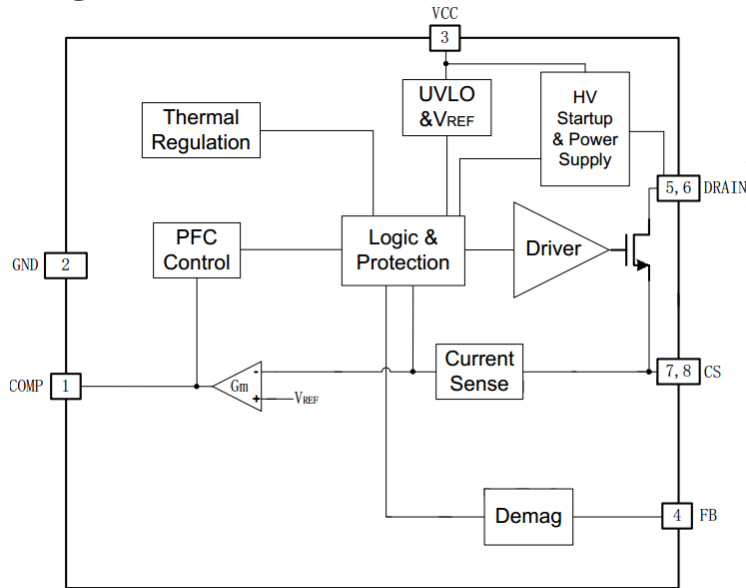 VCC
3
UVLO
&VREF
HV
Startup
& Power
Supply
Thermal
Regulation
5,6
DRAIN
PFC
Control
Logic &
Protection
Driver
GND
2
COMP
1
Gm
-
+
VREF
Current
Sense
7,8
CS
Demag
4
FB